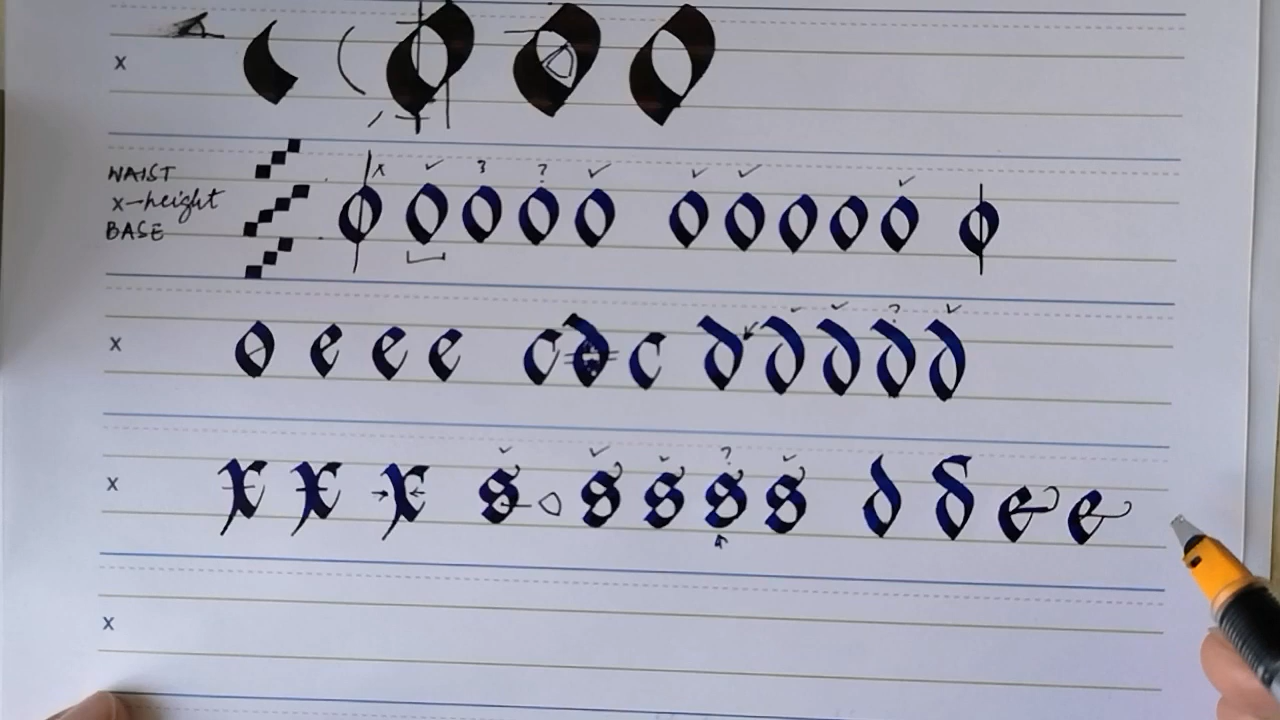 x o o o
WAIST
x-height o o o o o o o o o o o
BASE
x o e e e c d c d d d d d
x x x x s s s s s d d e e
x